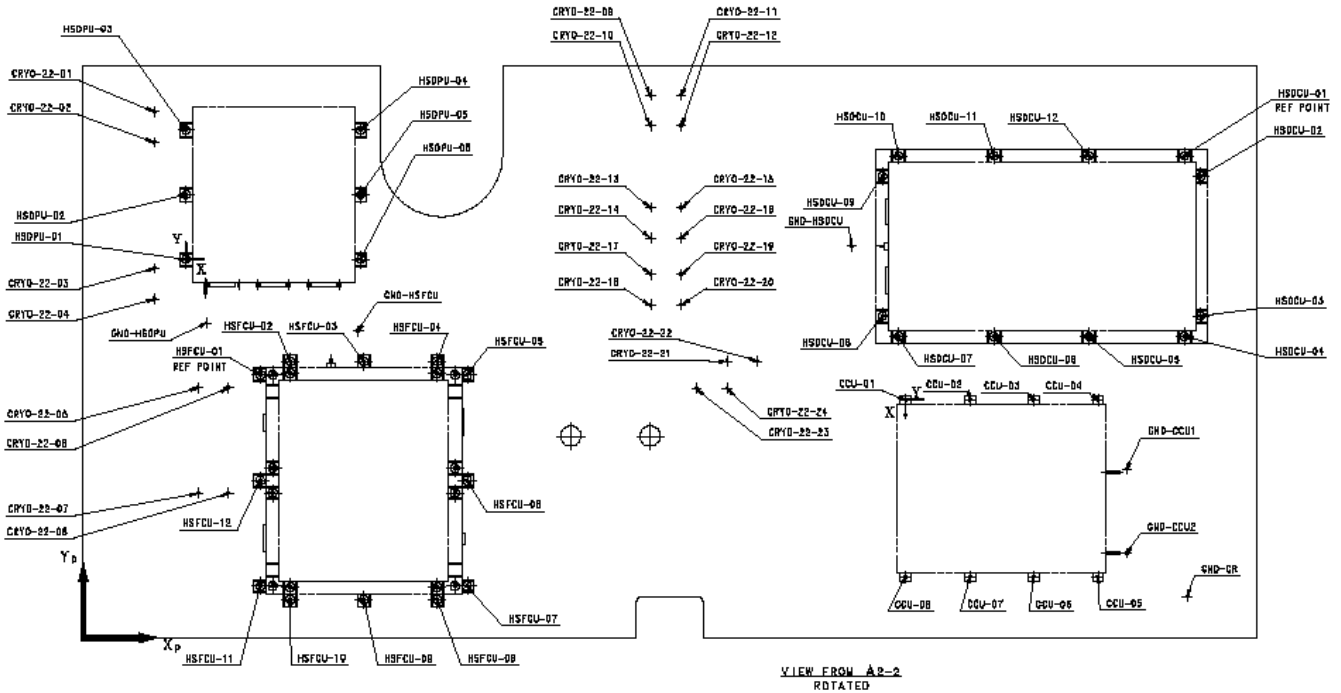 CRYO-22-09
CRYO-22-11
CRYO-22-10
CRYO-22-12
HSDPU-03
CRYO-22-01
HSDPU-04
CRYO-22-02
HSDPU-05
HSDPU-06
HSDCU-01
REF POINT
HSDCU-10
HSDCU-11
HSDCU-12
HSDCU-02
CRYO-22-13
CRYO-22-14
CRYO-22-17
HSDCU-09
GND-HSDCU
HSDPU-02
HSDPU-01
Y
X
CRYO-22-19
CRYO-22-20
CRYO-22-03
CRYO-22-04
GND-HSDPU
GND-HSFCU
HSFCU-02
HSFCU-03
HSFCU-04
HSFCU-01
REF POINT
HSFCU-05
CRYO-22-22
CRYO-22-21
HSDCU-03
HSDCU-08
HSDCU-07
HSDCU-06
HSDCU-05
HSDCU-04
CCU-01
CCU-02
CCU-03
CCU-04
Y
X
CRYO-22-24
CRYO-22-23
GND-CCU1
CRYO-22-07
HSFCU-12
HSFCU-06
GND-CCU2
GND-CR
Yp
Xp
CCU-08
CCU-07
CCU-06
CCU-05
HSFCU-07
HSFCU-11
HSFCU-10
HSFCU-09
HSFCU-08
VIEW FROM A2-2
ROTATED